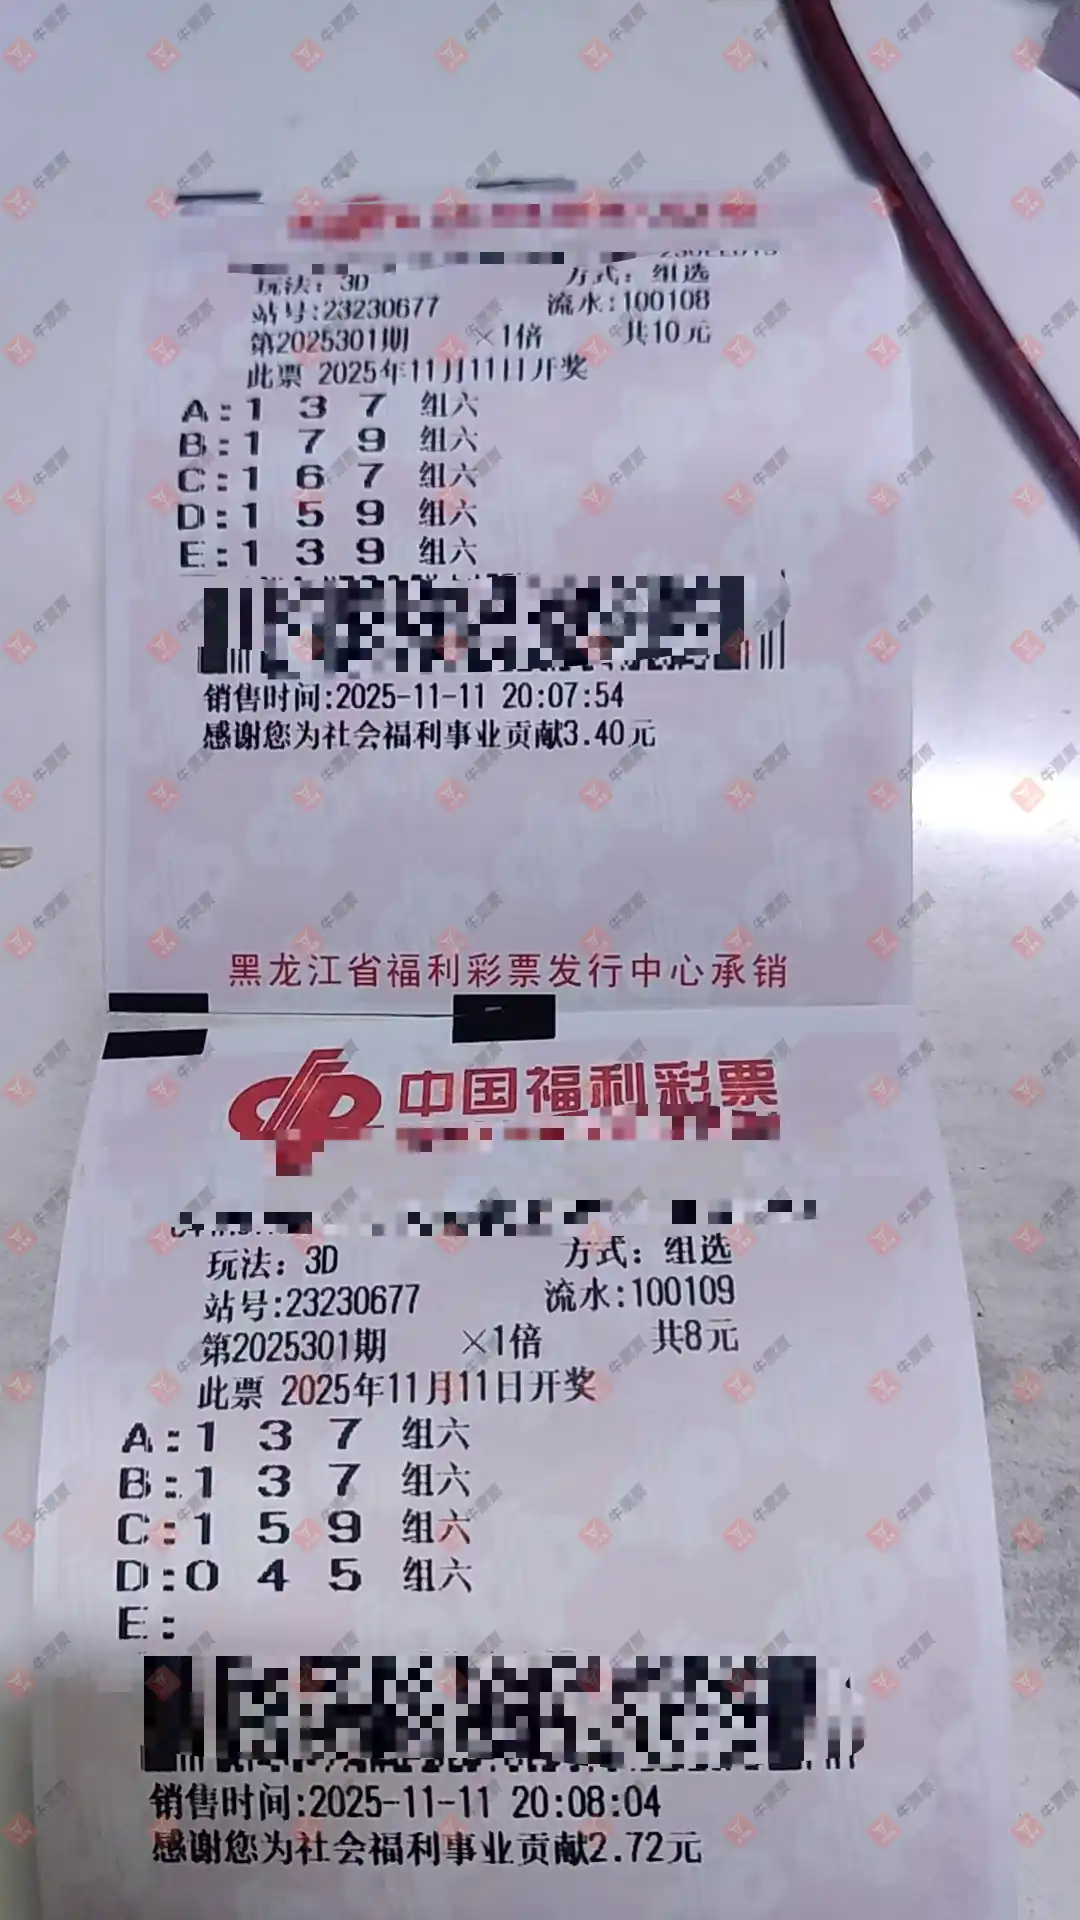 玩法：3D 方式：组选
站号:23230677 流水:100108
第2025301期 ×1倍 共10元
此票 2025年11月11日开奖
A:1 3 7 组六
B:1 7 9 组六
C:1 6 7 组六
D:1 5 9 组六
E:1 3 9 组六
销售时间:2025-11-11 20:07:54
感谢您为社会福利事业贡献3.40元
黑龙江省福利彩票发行中心承销
中国福利彩票
玩法：3D 方式：组选
站号:23230677 流水:100109
第2025301期 ×1倍 共8元
此票 2025年11月11日开奖
A:1 3 7 组六
B:1 3 7 组六
C:1 5 9 组六
D:0 4 5 组六
E:
销售时间:2025-11-11 20:08:04
感谢您为社会福利事业贡献2.72元
牛票票